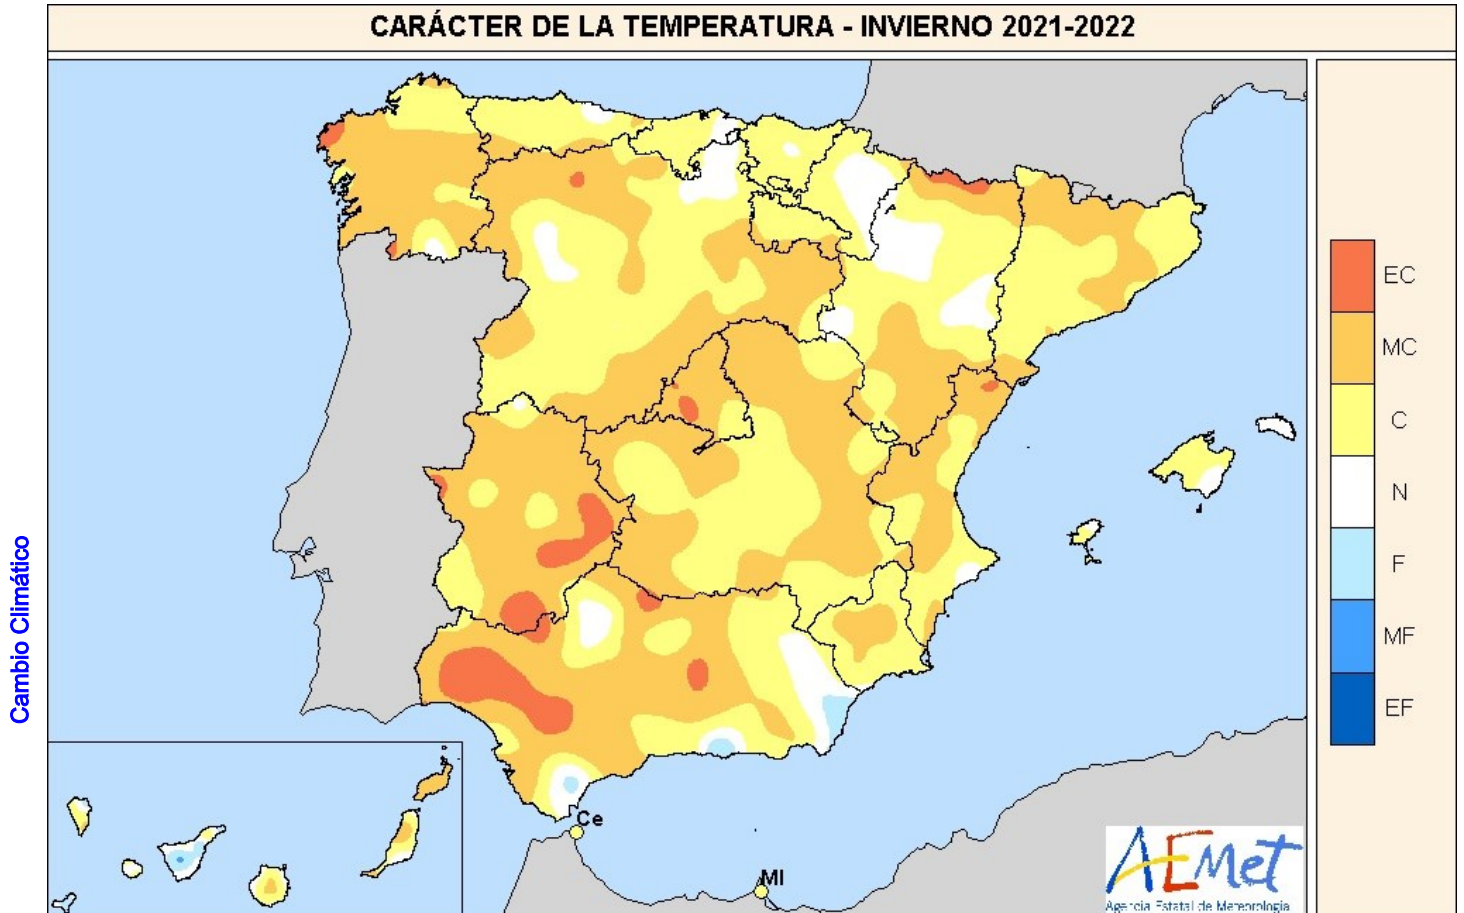 CARÁCTER DE LA TEMPERATURA - INVIERNO 2021-2022
EC
MC
C
N
F
MF
EF
Cambio Climático
Ce
Ml
AEMet
Agencia Estatal de Meteorología